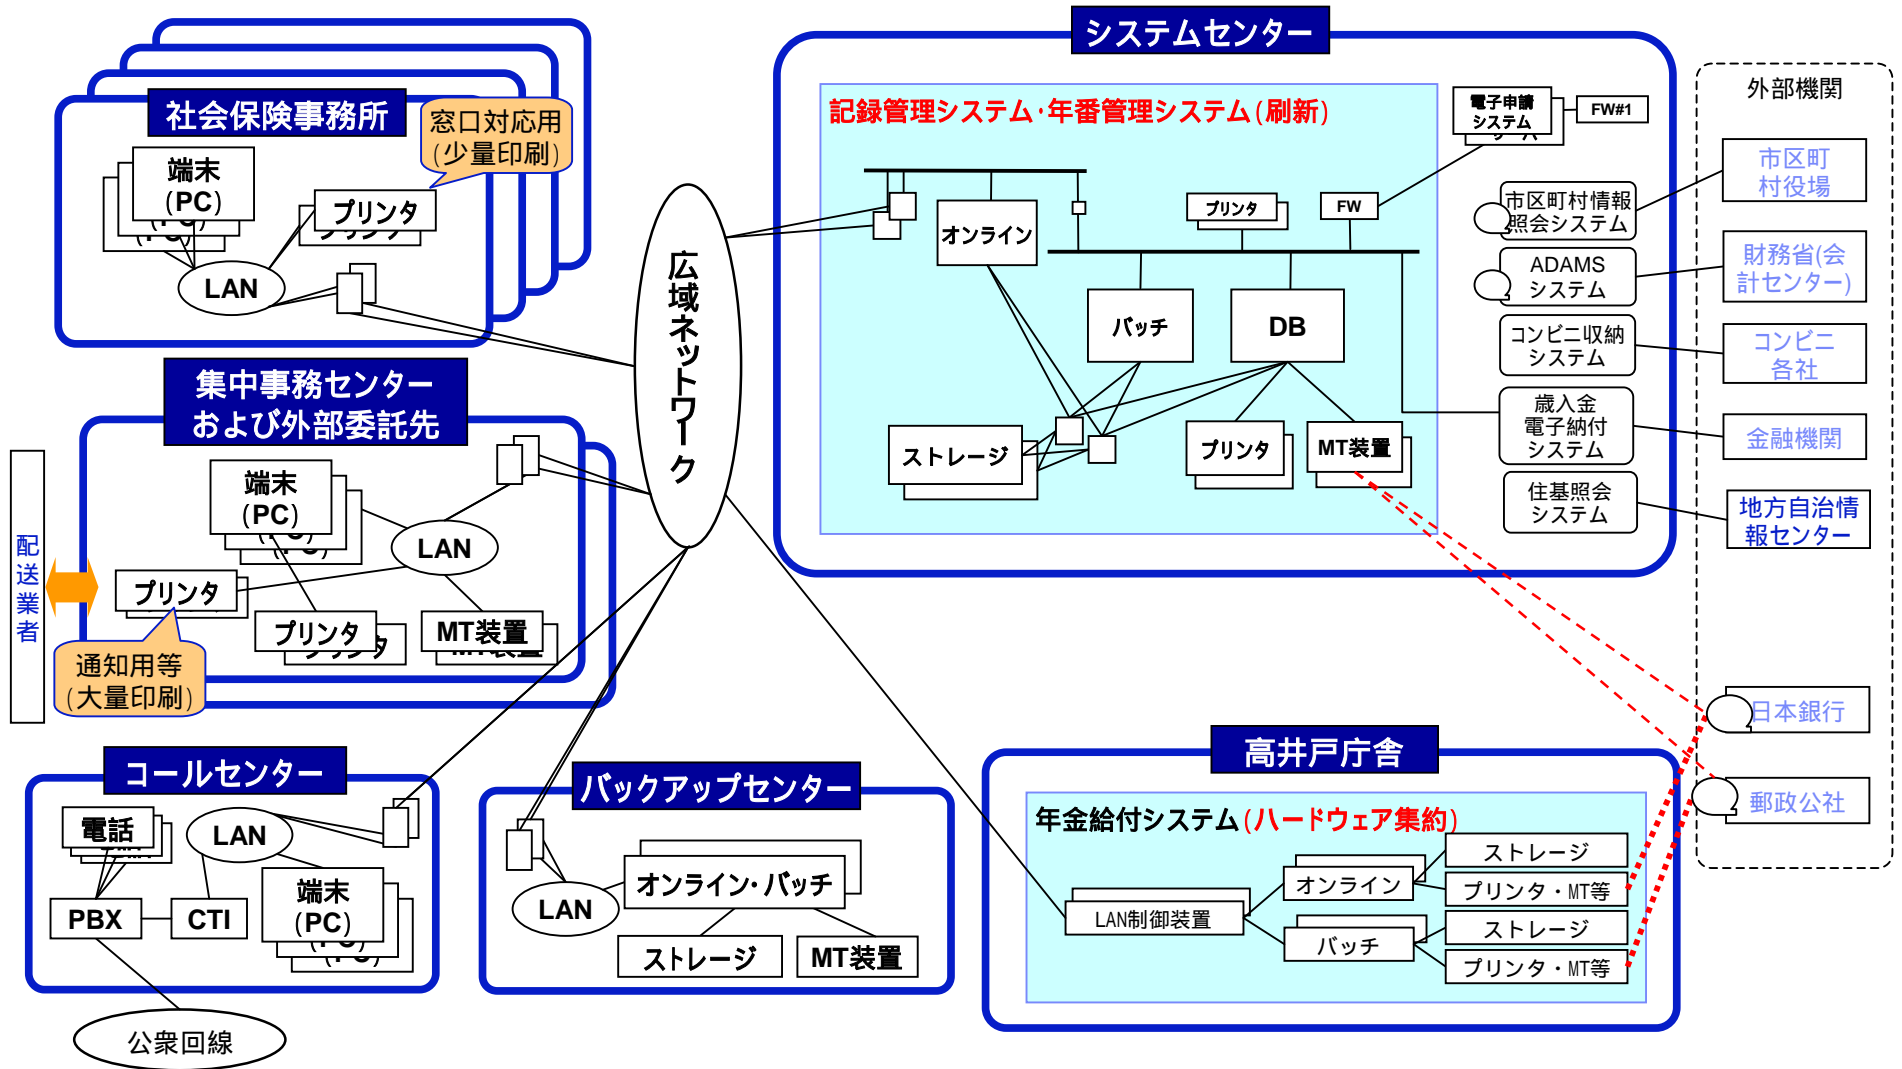 社会保険事務所
窓口対応用
(少量印刷)
端末
(PC)
(PC)
プリンタ
プリンタ
LAN
集中事務センター
および外部委託先
端末
(PC)
LAN
プリンタ
プリンタ
プリンタ
MT装置
MT装置
通知用等
(大量印刷)
配送業者
コールセンター
電話
LAN
端末
(PC)
(PC)
PBX
CTI
公衆回線
広域ネットワーク
バックアップセンター
LAN
オンライン・バッチ
ストレージ
MT装置
システムセンター
記録管理システム・年番管理システム(刷新)
オンライン
プリンタ
FW
バッチ
DB
ストレージ
プリンタ
MT装置
電子申請
システム
FW#1
市区町村情報
照会システム
ADAMS
システム
コンビニ収納
システム
歳入金
電子納付
システム
住基照会
システム
外部機関
市区町
村役場
財務省(会
計センター)
コンビニ
各社
金融機関
地方自治情
報センター
日本銀行
郵政公社
高井戸庁舎
年金給付システム(ハードウェア集約)
LAN制御装置
オンライン
バッチ
ストレージ
プリンタ・MT等
ストレージ
プリンタ・MT等